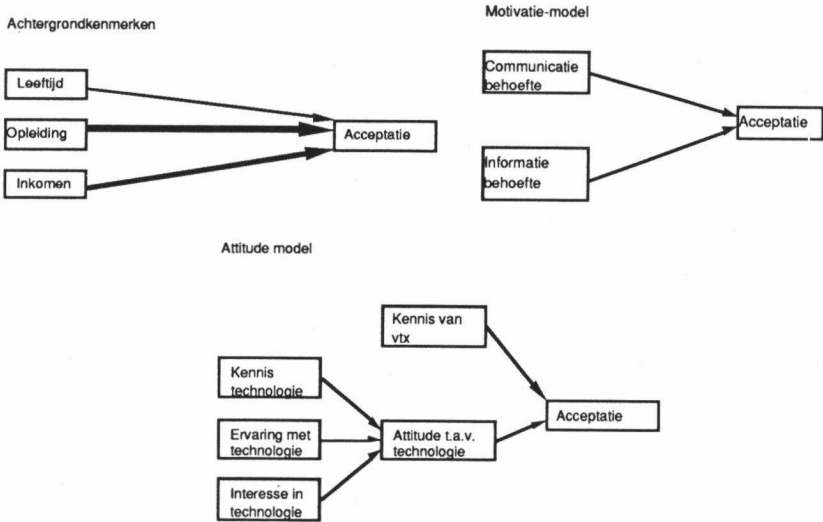 Achtergrondkenmerken
Leeftijd
Opleiding
Inkomen
Acceptatie
Motivatie-model
Communicatie
behoefte
Informatie
behoefte
Acceptatie
Attitude model
Kennis van
vtx
Kennis
technologie
Ervaring met
technologie
Interesse in
technologie
Attitude t.a.v.
technologie
Acceptatie